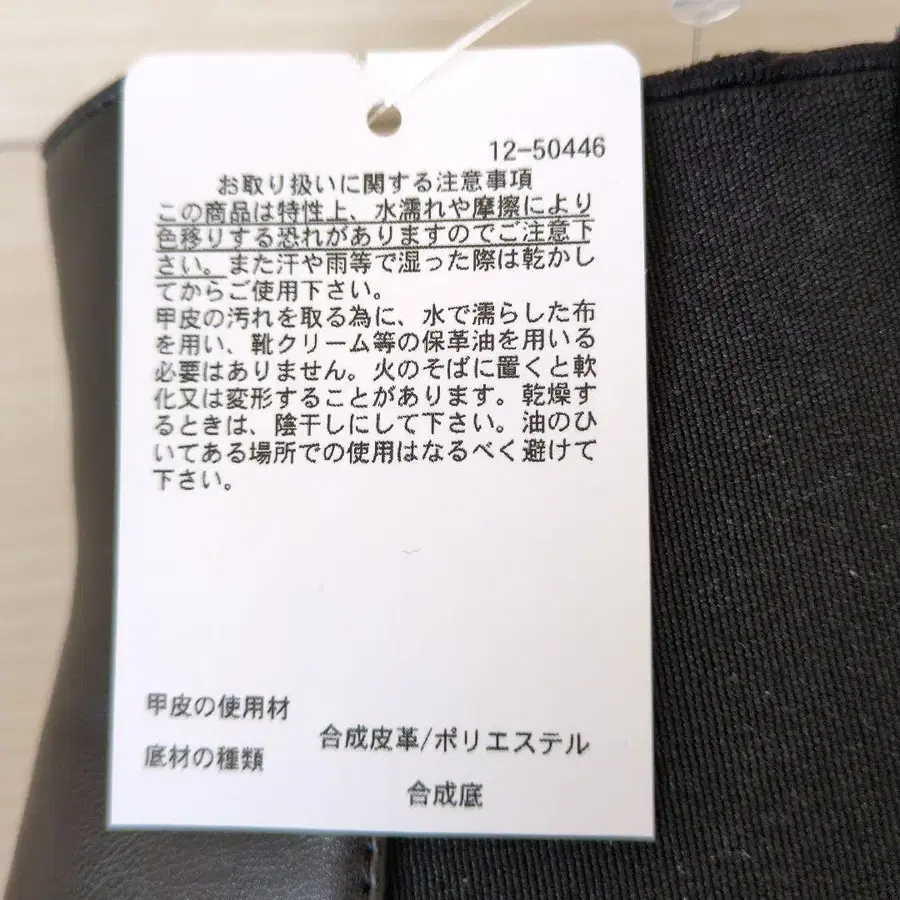 12-50446
お取り扱いに関する注意事項
この商品は特性上、水濡れや摩擦により
色移りする恐れがありますのでご注意下
さい。また汗や雨等で湿った際は乾かし
てからご使用下さい。
甲皮の汚れを取る為に、水で濡らした布
を用い、靴クリーム等の保革油を用いる
必要はありません。火のそばに置くと軟
化又は変形することがあります。乾燥す
るときは、陰干しにして下さい。油のひ
いてある場所での使用はなるべく避けて
下さい。
甲皮の使用材
合成皮革/ポリエステル
底材の種類
合成底